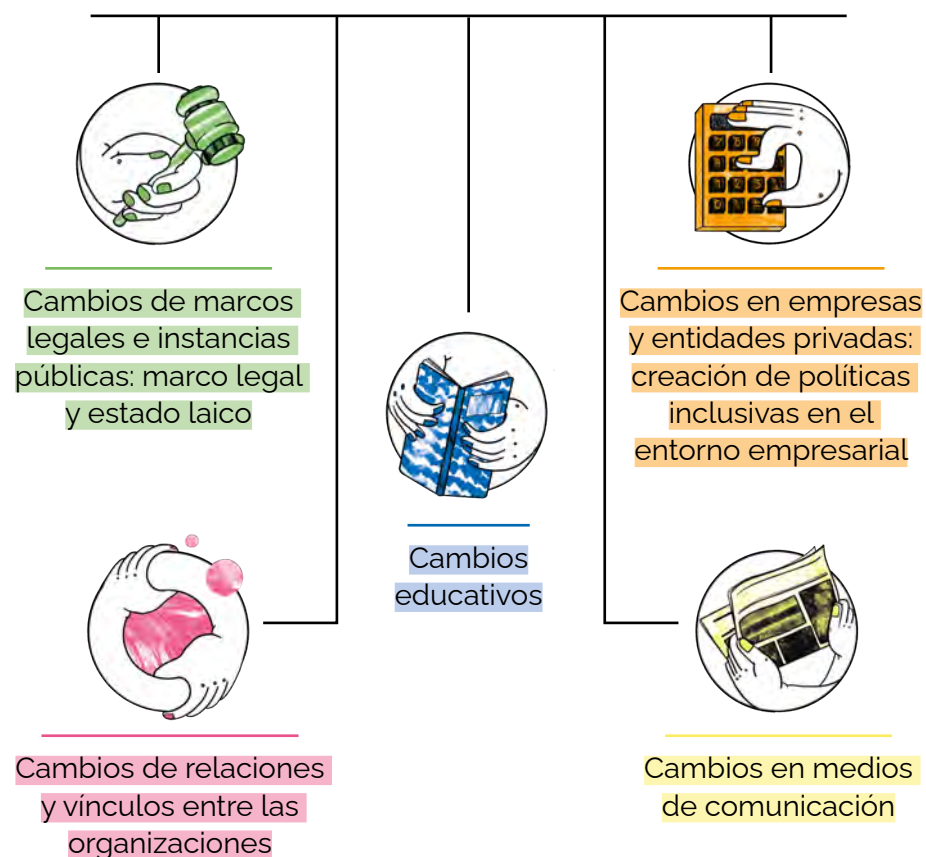 Cambios de marcos
legales e instancias
públicas: marco legal
y estado laico
Cambios en empresas
y entidades privadas:
creación de políticas
inclusivas en el
entorno empresarial
Cambios
educativos
Cambios de relaciones
y vínculos entre las
organizaciones
Cambios en medios
de comunicación